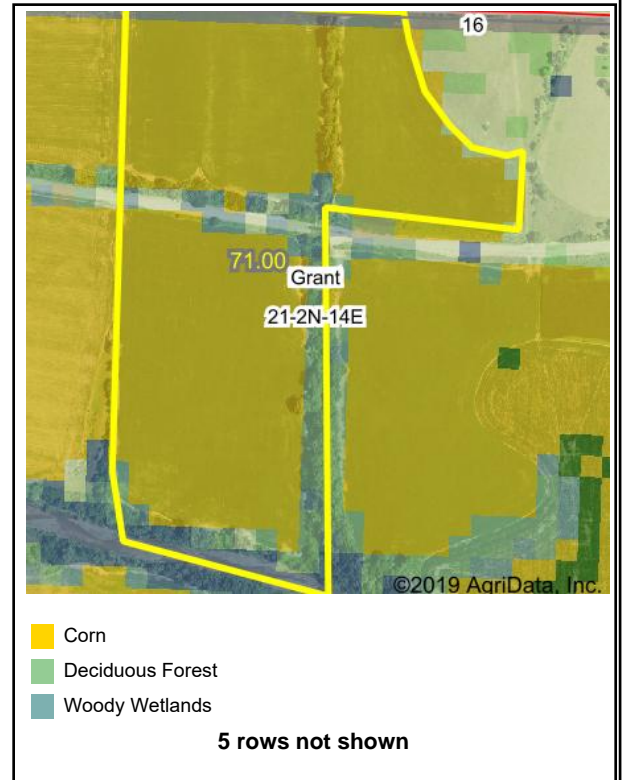 16
71.00
Grant
21-2N-14E
©2019 AgriData, Inc.
Corn
Deciduous Forest
Woody Wetlands
5 rows not shown